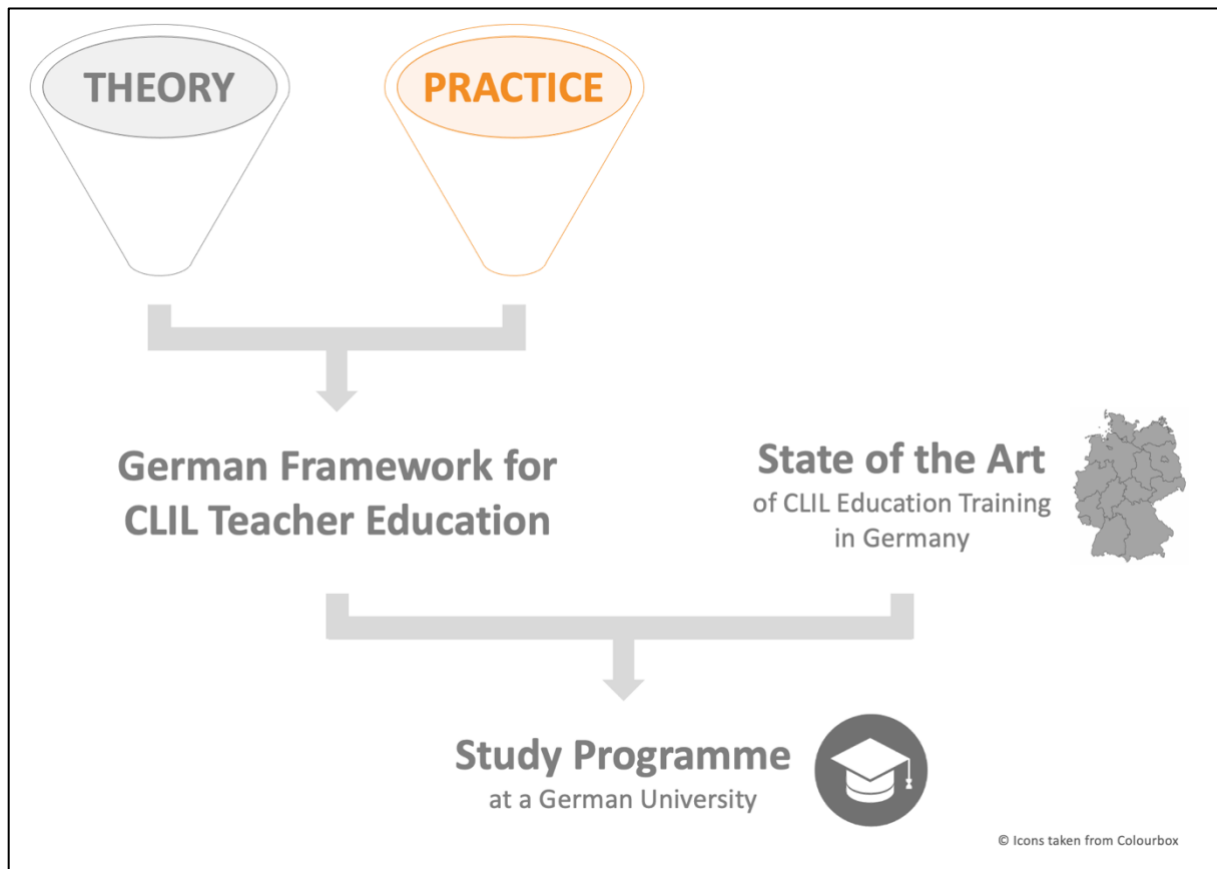 THEORY
PRACTICE
German Framework for
CLIL Teacher Education
State of the Art
of CLIL Education Training
in Germany
Study Programme
at a German University
© Icons taken from Colourbox